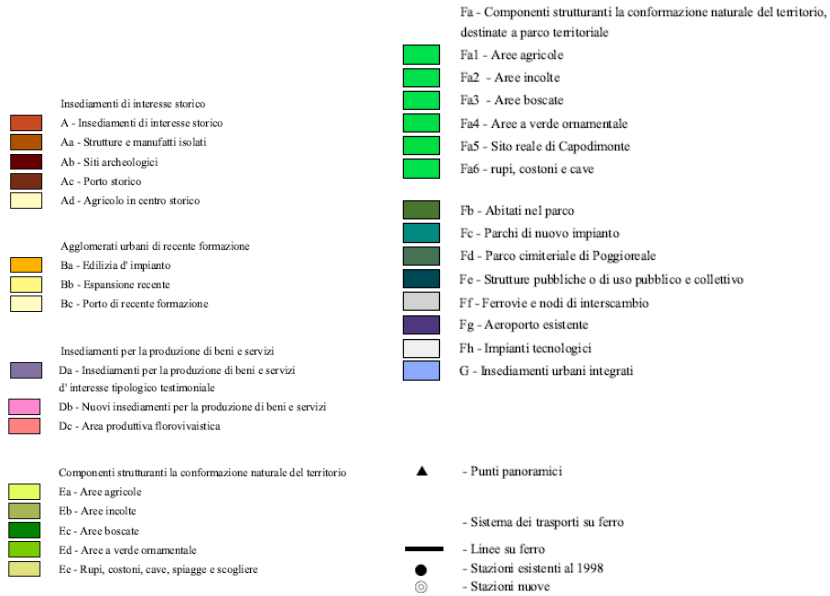 Insediamenti di interesse storico
A - Insediamenti di interesse storico
Aa - Strutture e manufatti isolati
Ab - Siti archeologici
Ac - Porto storico
Ad - Agricolo in centro storico
Agglomerati urbani di recente formazione
Ba - Edilizia d' impianto
Bb - Espansione recente
Bc - Porto di recente formazione
Insediamenti per la produzione di beni e servizi
Da - Insediamenti per la produzione di beni e servizi
d' interesse tipologico testimoniale
Db - Nuovi insediamenti per la produzione di beni e servizi
Dc - Area produttiva florovivaistica
Componenti strutturanti la conformazione naturale del territorio
Ea - Aree agricole
Eb - Aree incolte
Ec - Aree boscate
Ed - Aree a verde ornamentale
Ee - Rupi, costoni, cave, spiagge e scogliere
Fa - Componenti strutturanti la conformazione naturale del territorio,
destinate a parco territoriale
Fa1 - Aree agricole
Fa2 - Aree incolte
Fa3 - Aree boscate
Fa4 - Aree a verde ornamentale
Fa5 - Sito reale di Capodimonte
Fa6 - rupi, costoni e cave
Fb - Abitati nel parco
Fc - Parchi di nuovo impianto
Fd - Parco cimiteriale di Poggioreale
Fe - Strutture pubbliche o di uso pubblico e collettivo
Ff - Ferrovie e nodi di interscambio
Fg - Aeroporto esistente
Fh - Impianti tecnologici
G - Insediamenti urbani integrati
- Punti panoramici
- Sistema dei trasporti su ferro
- Linee su ferro
- Stazioni esistenti al 1998
- Stazioni nuove